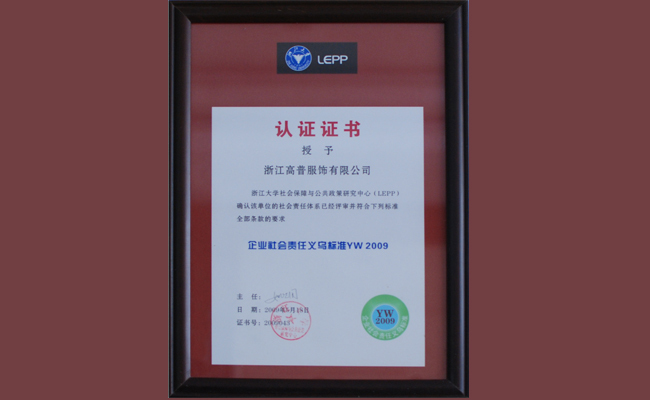 LEPP
认证证书
授 予
浙江高普服饰有限公司
浙江大学社会保障与公共政策研究中心（LEPP）
确认该单位的社会责任体系已经评审并符合下列标准
全部条款的要求
企业社会责任义乌标准YW 2009
主 任：
日 期：
证书号：
YW
2009